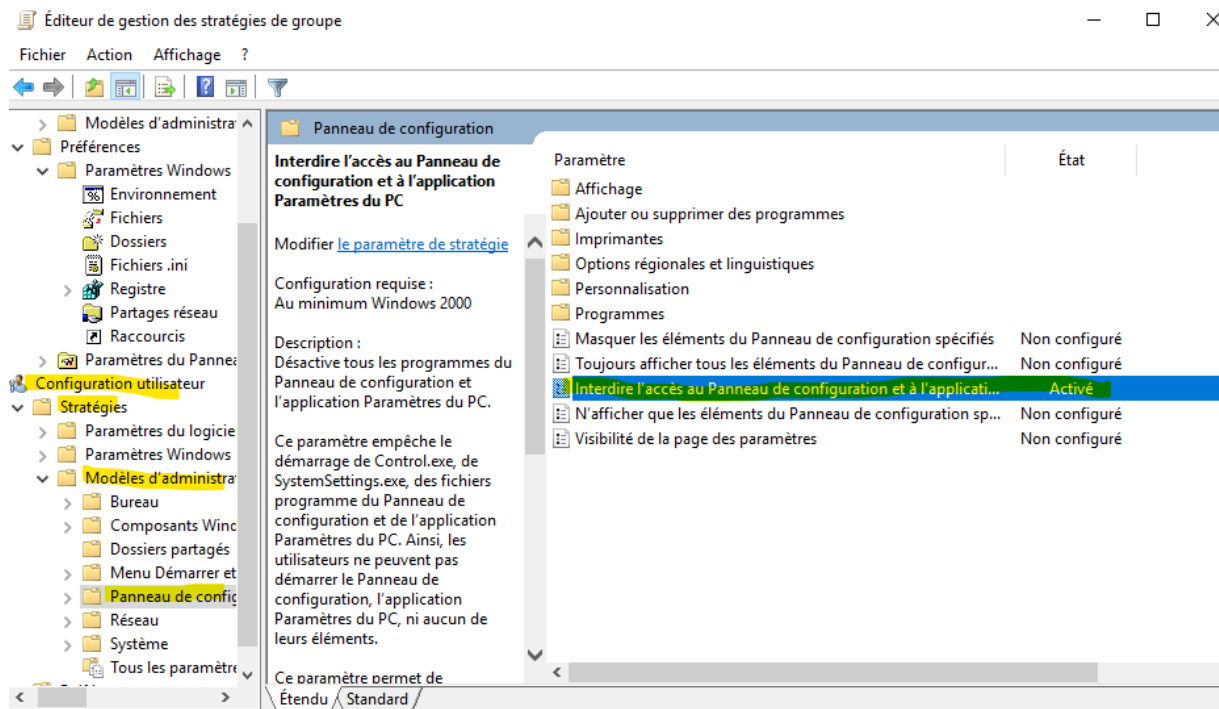 Éditeur de gestion des stratégies de groupe
Fichier Action Affichage ?
Modèles d'administra
Préférences
Paramètres Windows
Environnement
Fichiers
Dossiers
Fichiers .ini
Registre
Partages réseau
Raccourcis
Paramètres du Panne
Configuration utilisateur
Stratégies
Paramètres du logicie
Paramètres Windows
Modèles d'administra
Bureau
Composants Winc
Dossiers partagés
Menu Démarrer et
Panneau de config
Réseau
Système
Tous les paramètre
Panneau de configuration
Interdire l'accès au Panneau de
configuration et à l'application
Paramètres du PC
Modifier le paramètre de stratégie
Configuration requise :
Au minimum Windows 2000
Description :
Désactive tous les programmes du
Panneau de configuration et
l'application Paramètres du PC.
Ce paramètre empêche le
démarrage de Control.exe, de
SystemSettings.exe, des fichiers
programme du Panneau de
configuration et de l'application
Paramètres du PC. Ainsi, les
utilisateurs ne peuvent pas
démarrer le Panneau de
configuration, l'application
Paramètres du PC, ni aucun de
leurs éléments.
Ce paramètre permet de
Paramètre État
Affichage
Ajouter ou supprimer des programmes
Imprimantes
Options régionales et linguistiques
Personnalisation
Programmes
Masquer les éléments du Panneau de configuration spécifiés Non configuré
Toujours afficher tous les éléments du Panneau de configur... Non configuré
Interdire l'accès au Panneau de configuration et à l'applicati... Activé
N'afficher que les éléments du Panneau de configuration sp... Non configuré
Visibilité de la page des paramètres Non configuré
Étendu Standard